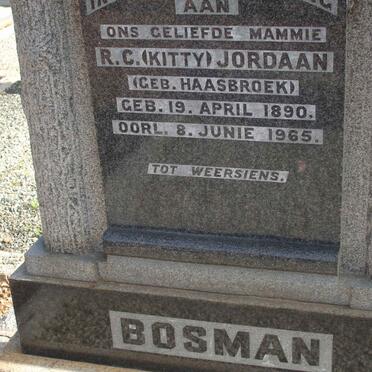 AAN
ONS GELIEFDE MAMMIE
R.C. (KITTY) JORDAAN
(GEB. HAASBROEK)
GEB. 19. APRIL 1890.
OORL. 8. JUNIE 1965.
TOT WEERSIENS.
BOSMAN